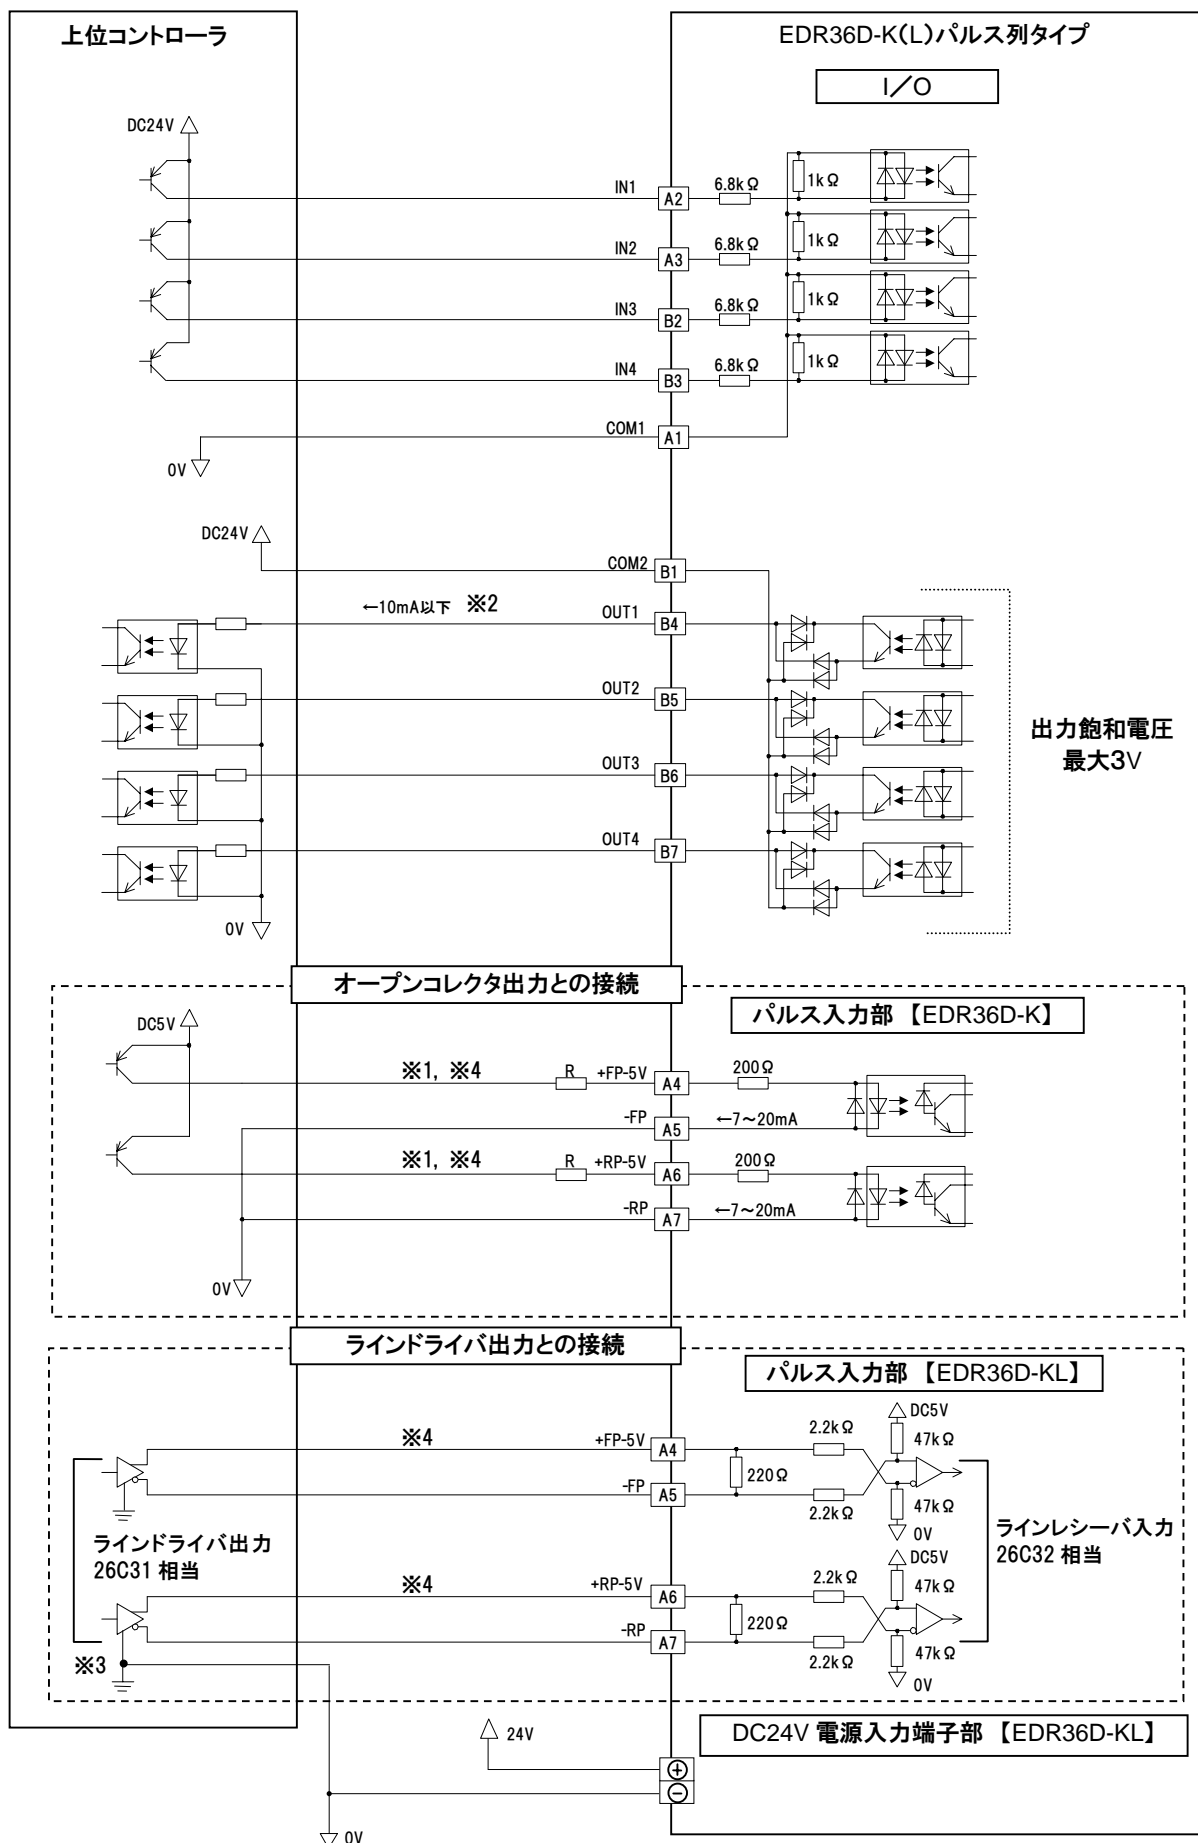 上位コントローラ
EDR36D-K(L)パルス列タイプ
I/O
DC24V
IN1
A2
6.8kΩ
1kΩ
IN2
A3
6.8kΩ
1kΩ
IN3
B2
6.8kΩ
1kΩ
IN4
B3
6.8kΩ
1kΩ
COM1
A1
0V
DC24V
COM2
B1
←10mA以下 ※2
OUT1
B4
OUT2
B5
OUT3
B6
OUT4
B7
0V
出力飽和電圧
最大3V
オープンコレクタ出力との接続
パルス入力部 【EDR36D-K】
DC5V
※1, ※4
R
+FP-5V
A4
200Ω
-FP
A5
←7～20mA
※1, ※4
R
+RP-5V
A6
200Ω
-RP
A7
←7～20mA
0V
ラインドライバ出力との接続
パルス入力部 【EDR36D-KL】
DC5V
※4
+FP-5V
A4
2.2kΩ
47kΩ
220Ω
-FP
A5
2.2kΩ
47kΩ
0V
ラインドライバ出力
26C31 相当
ラインレシーバ入力
26C32 相当
DC5V
※4
+RP-5V
A6
2.2kΩ
47kΩ
220Ω
-RP
A7
2.2kΩ
47kΩ
0V
※3
DC24V 電源入力端子部 【EDR36D-KL】
24V
+
−
0V